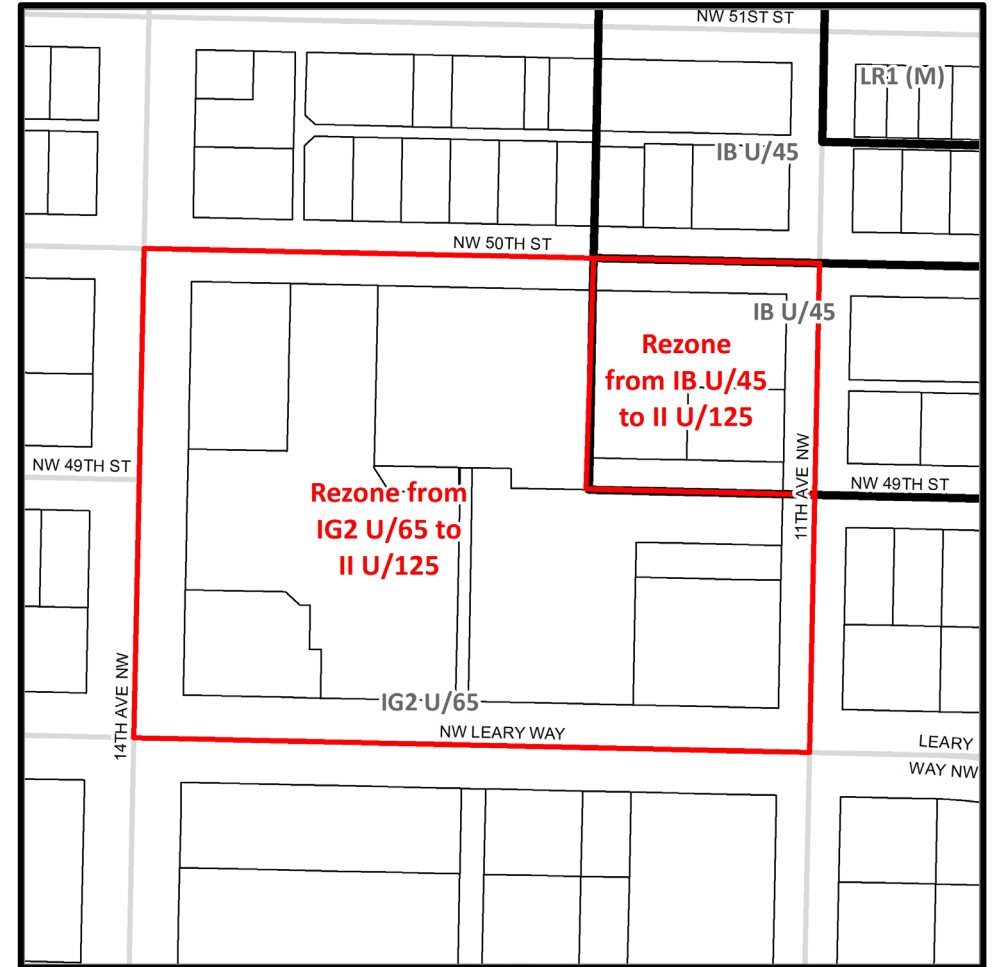 NW 51ST ST
LR1 (M)
IB U/45
NW 50TH ST
IB U/45
Rezone
from IB U/45
to II U/125
NW 49TH ST
Rezone from
IG2 U/65 to
II U/125
11TH AVE NW
NW 49TH ST
14TH AVE NW
IG2 U/65
NW LEARY WAY
LEARY
WAY NW